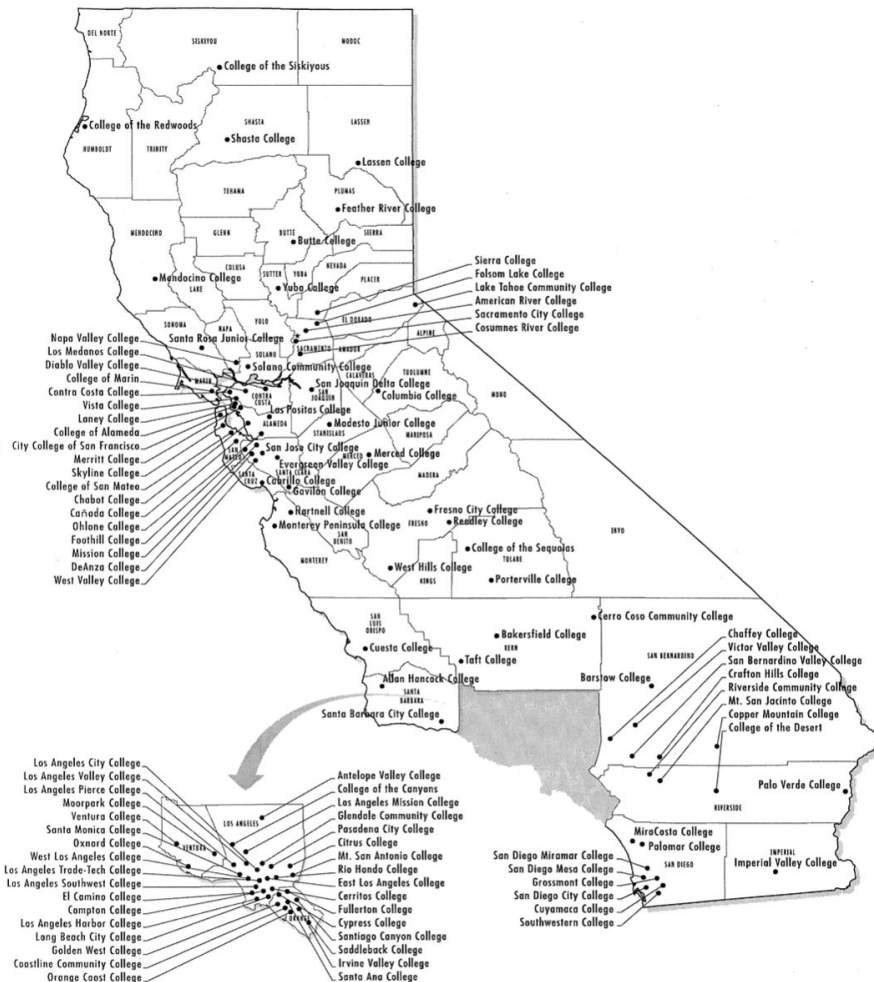 DEL NORTE
SISKIYOU
MODOC
College of the Siskiyous
College of the Redwoods
SHASTA
Shasta College
LASSEN
HUMBOLDT
TRINITY
Lassen College
TEHAMA
PLUMAS
Feather River College
MENDOCINO
GLENN
BUTTE
Butte College
SIERRA
COLUSA
NEVADA
SUTTER
YUBA
PLACER
Mendocino College
LAKE
Yuba College
Sierra College
Folsom Lake College
Lake Tahoe Community College
American River College
Sacramento City College
Cosumnes River College
SONOMA
NAPA
YOLO
EL DORADO
ALPINE
Santa Rosa Junior College
SACRAMENTO
AMADOR
SOLANO
Solano Community College
CALAVERAS
TUOLUMNE
MONO
Napa Valley College
Los Medanos College
Diablo Valley College
College of Marin
Contra Costa College
Vista College
Laney College
College of Alameda
City College of San Francisco
Merritt College
Skyline College
College of San Mateo
Chabot College
Cañada College
Ohlone College
Foothill College
Mission College
DeAnza College
West Valley College
MARIN
CONTRA
COSTA
San Joaquin Delta College
SAN
JOAQUIN
Columbia College
Las Positas College
ALAMEDA
Modesto Junior College
STANISLAUS
MARIPOSA
SAN
MATEO
San Jose City College
MERCED
Merced College
Evergreen Valley College
SANTA CLARA
SANTA
CRUZ
Cabrillo College
Gavilan College
MADERA
Hartnell College
Monterey Peninsula College
Fresno City College
FRESNO
Reedley College
SAN
BENITO
INYO
MONTEREY
College of the Sequoias
TULARE
West Hills College
KINGS
Porterville College
SAN
LUIS
OBISPO
Cuesta College
Cerro Coso Community College
Bakersfield College
KERN
Taft College
SAN BERNARDINO
Barstow College
Allan Hancock College
SANTA
BARBARA
Santa Barbara City College
Chaffey College
Victor Valley College
San Bernardino Valley College
Crafton Hills College
Riverside Community College
Mt. San Jacinto College
Copper Mountain College
College of the Desert
Palo Verde College
RIVERSIDE
MiraCosta College
Palomar College
SAN DIEGO
IMPERIAL
Imperial Valley College
San Diego Miramar College
San Diego Mesa College
Grossmont College
San Diego City College
Cuyamaca College
Southwestern College
Los Angeles City College
Los Angeles Valley College
Los Angeles Pierce College
Moorpark College
Ventura College
Santa Monica College
Oxnard College
West Los Angeles College
Los Angeles Trade-Tech College
Los Angeles Southwest College
El Camino College
Compton College
Los Angeles Harbor College
Long Beach City College
Golden West College
Coastline Community College
Orange Coast College
LOS ANGELES
VENTURA
ORANGE
Antelope Valley College
College of the Canyons
Los Angeles Mission College
Glendale Community College
Pasadena City College
Citrus College
Mt. San Antonio College
Rio Hondo College
East Los Angeles College
Cerritos College
Fullerton College
Cypress College
Santiago Canyon College
Saddleback College
Irvine Valley College
Santa Ana College